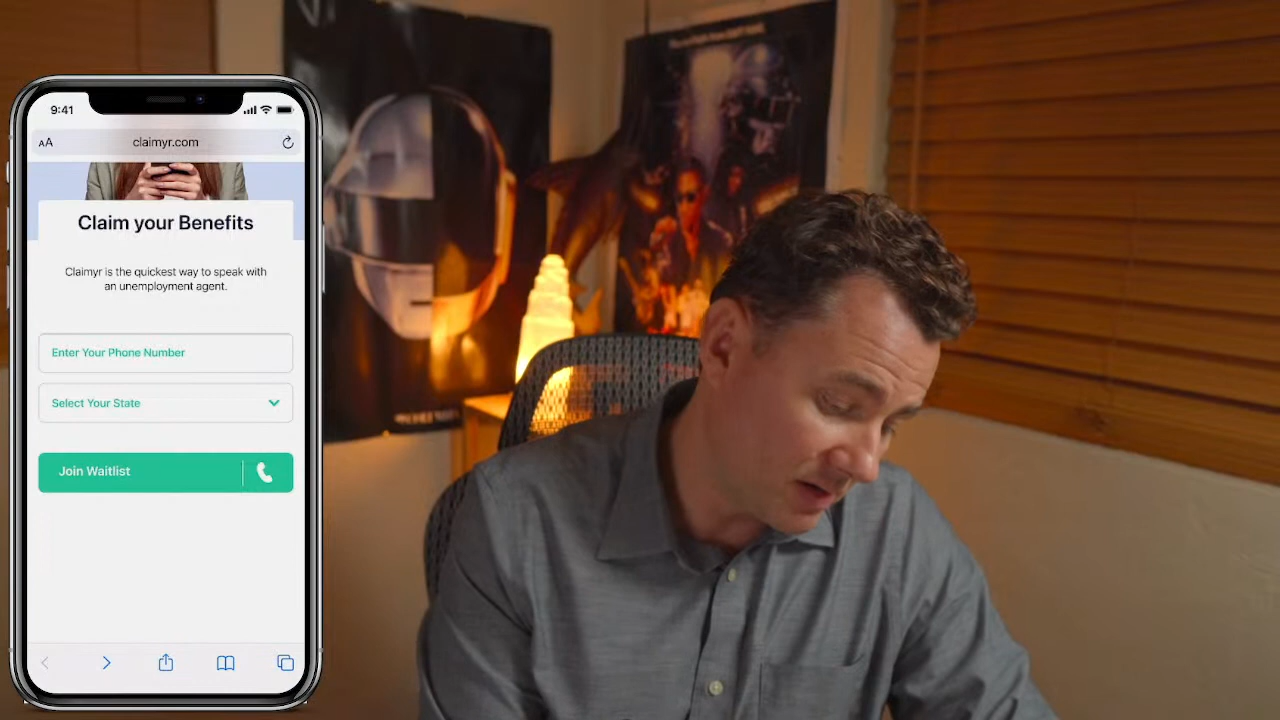 9:41
AA
claimyr.com
Claim your Benefits
Claimyr is the quickest way to speak with
an unemployment agent.
Enter Your Phone Number
Select Your State
Join Waitlist